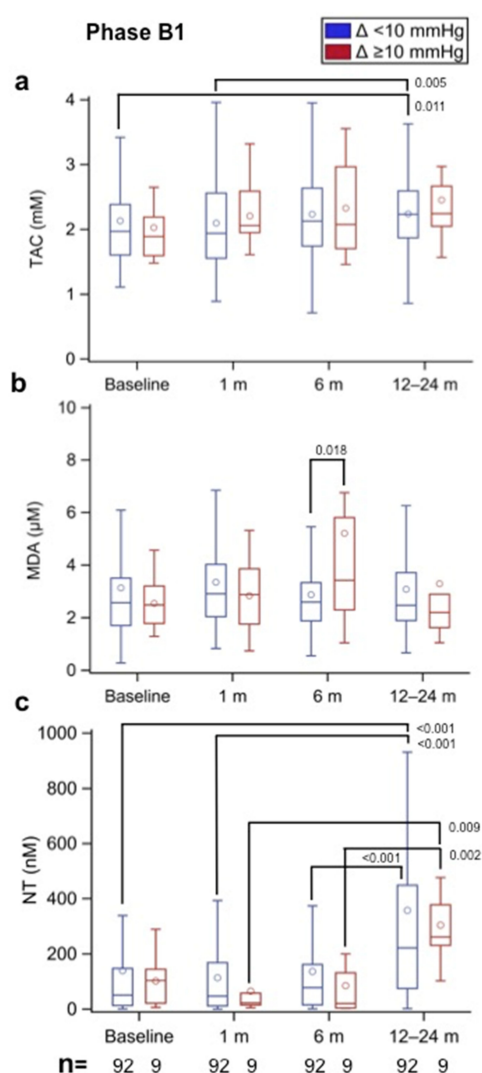 Phase B1
Δ <10 mmHg
Δ ≥10 mmHg
a
0.005
0.011
4
3
2
1
0
TAC (mM)
Baseline 1 m 6 m 12–24 m
b
10
8
6
4
2
0
MDA (µM)
0.018
Baseline 1 m 6 m 12–24 m
c
1000
800
600
400
200
0
NT (nM)
<0.001
<0.001
0.009
0.002
<0.001
Baseline 1 m 6 m 12–24 m
n= 92 9 92 9 92 9 92 9